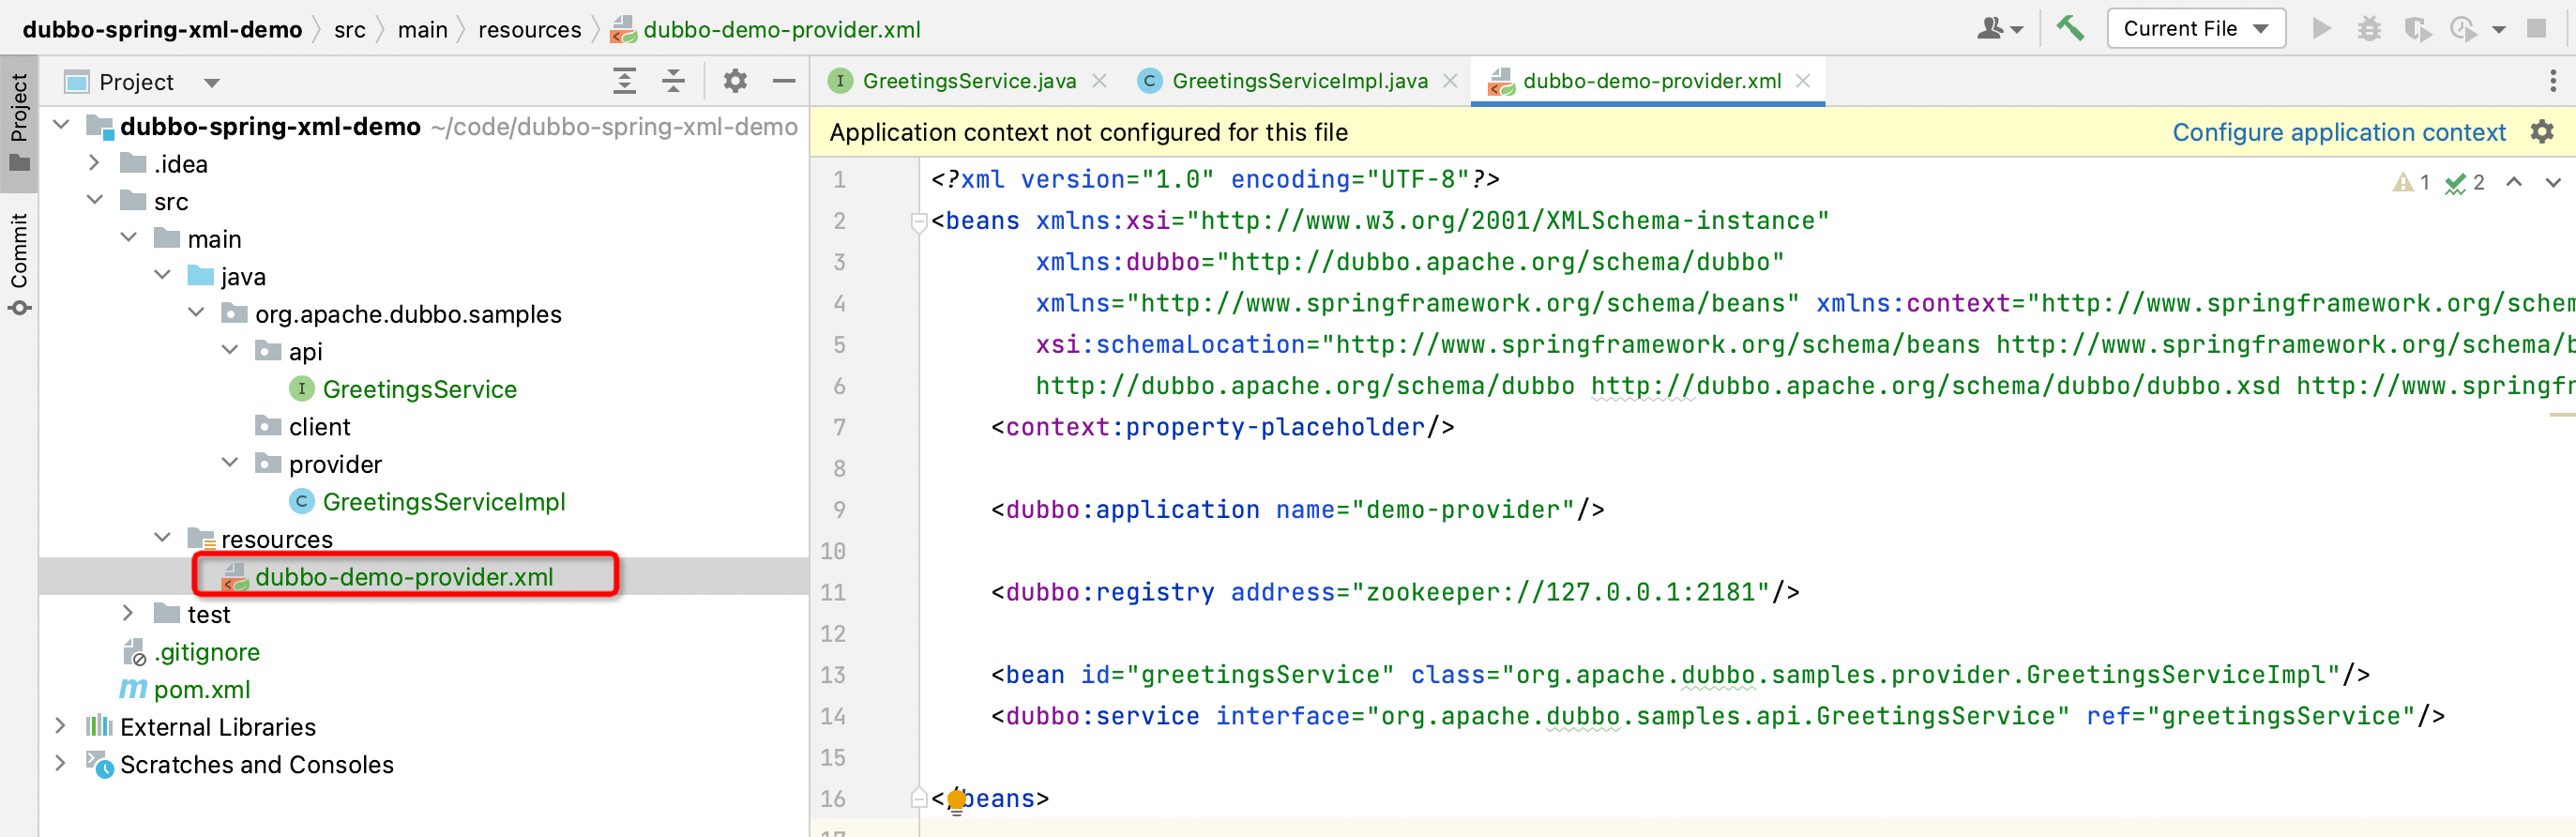 dubbo-spring-xml-demo src main resources dubbo-demo-provider.xml
Current File
Project
Commit
Project
dubbo-spring-xml-demo ~/code/dubbo-spring-xml-demo
.idea
src
main
java
org.apache.dubbo.samples
api
GreetingsService
client
provider
GreetingsServiceImpl
resources
dubbo-demo-provider.xml
test
.gitignore
pom.xml
External Libraries
Scratches and Consoles
GreetingsService.java GreetingsServiceImpl.java dubbo-demo-provider.xml
Application context not configured for this file Configure application context
1 2
1 <?xml version="1.0" encoding="UTF-8"?>
2 <beans xmlns:xsi="http://www.w3.org/2001/XMLSchema-instance"
3 xmlns:dubbo="http://dubbo.apache.org/schema/dubbo"
4 xmlns="http://www.springframework.org/schema/beans" xmlns:context="http://www.springframework.org/schem
5 xsi:schemaLocation="http://www.springframework.org/schema/beans http://www.springframework.org/schema/b
6 http://dubbo.apache.org/schema/dubbo http://dubbo.apache.org/schema/dubbo/dubbo.xsd http://www.springfr
7 <context:property-placeholder/>
8
9 <dubbo:application name="demo-provider"/>
10
11 <dubbo:registry address="zookeeper://127.0.0.1:2181"/>
12
13 <bean id="greetingsService" class="org.apache.dubbo.samples.provider.GreetingsServiceImpl"/>
14 <dubbo:service interface="org.apache.dubbo.samples.api.GreetingsService" ref="greetingsService"/>
15
16 </beans>
17